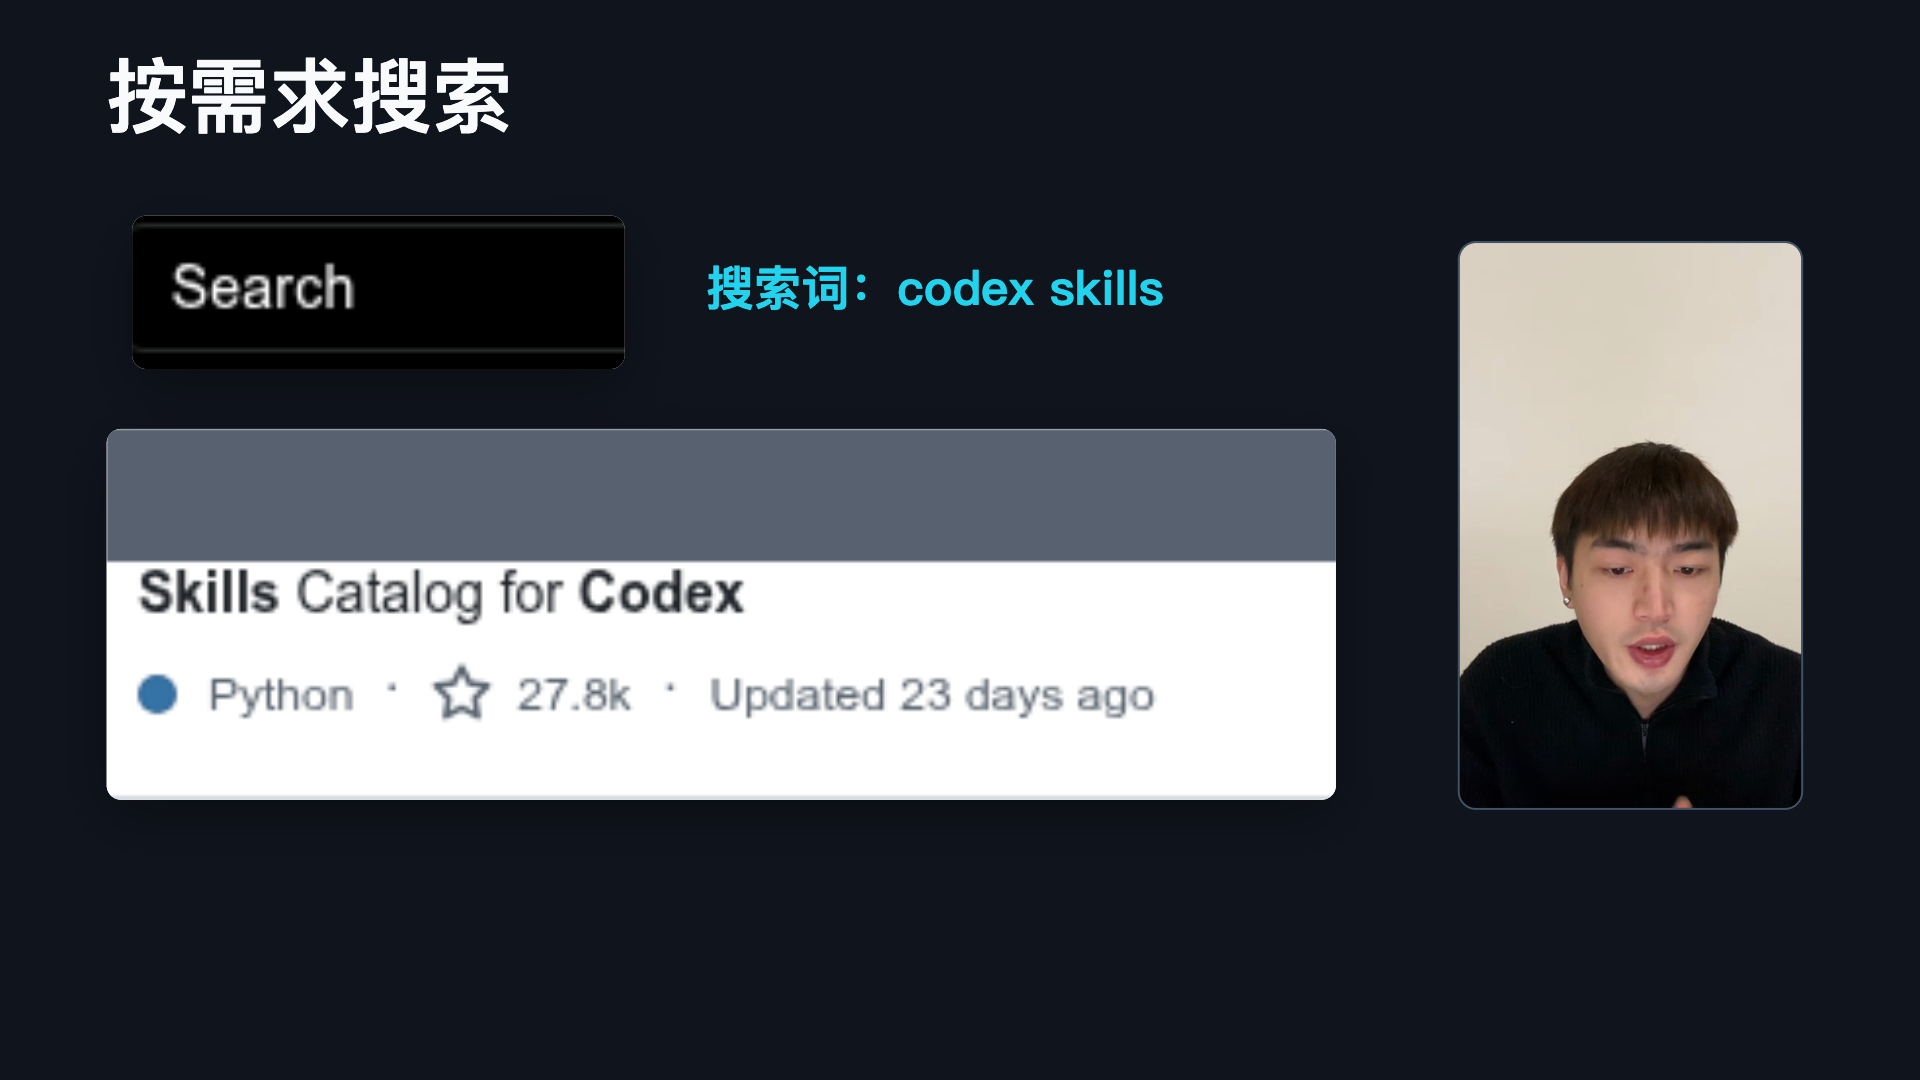 按需求搜索
Search
搜索词：codex skills
Skills Catalog for Codex
Python · 27.8k · Updated 23 days ago